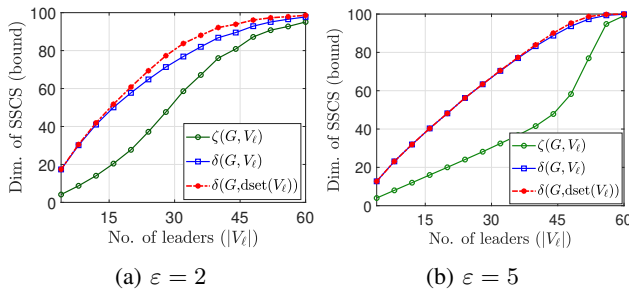 100
80
60
40
20
0
Dim. of SSCS (bound)
15 30 45 60
No. of leaders (|Vℓ|)
ζ(G, Vℓ)
δ(G, Vℓ)
δ(G,dset(Vℓ))
(a) ε = 2
100
80
60
40
20
0
Dim. of SSCS (bound)
15 30 45 60
No. of leaders (|Vℓ|)
ζ(G, Vℓ)
δ(G, Vℓ)
δ(G,dset(Vℓ))
(b) ε = 5